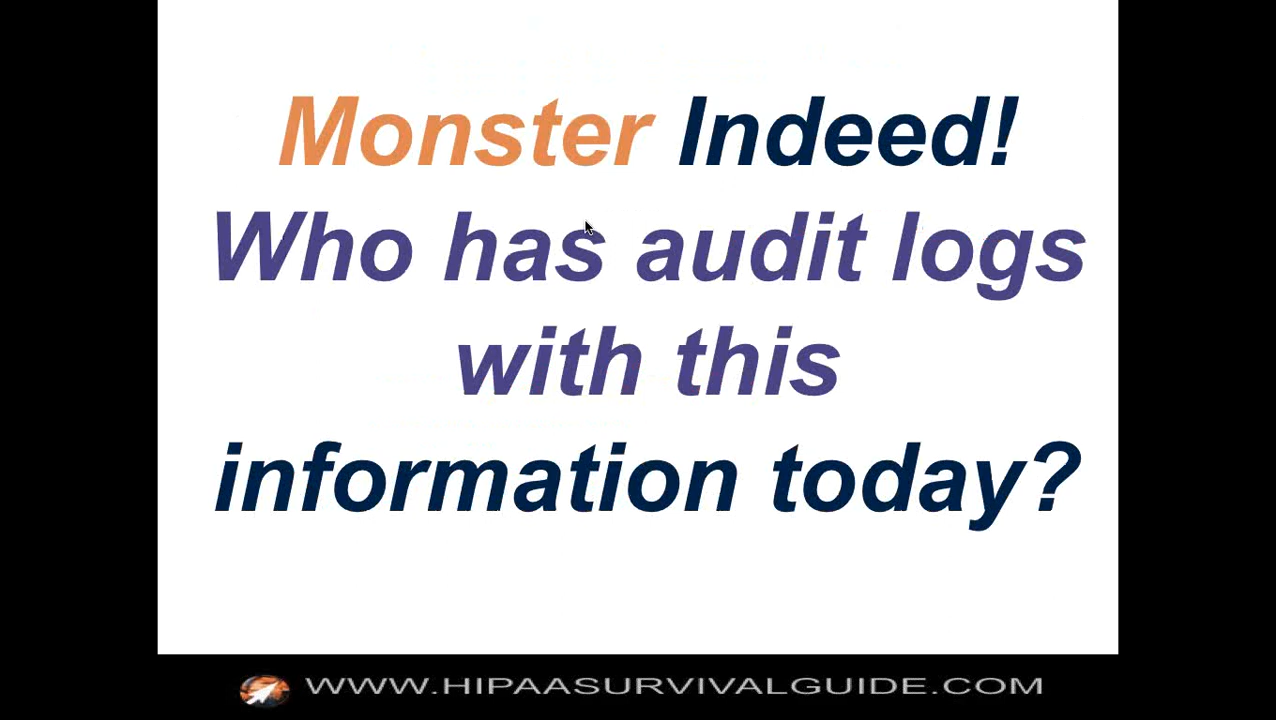 Monster Indeed!
Who has audit logs
with this
information today?
WWW.HIPAASURVIVALGUIDE.COM